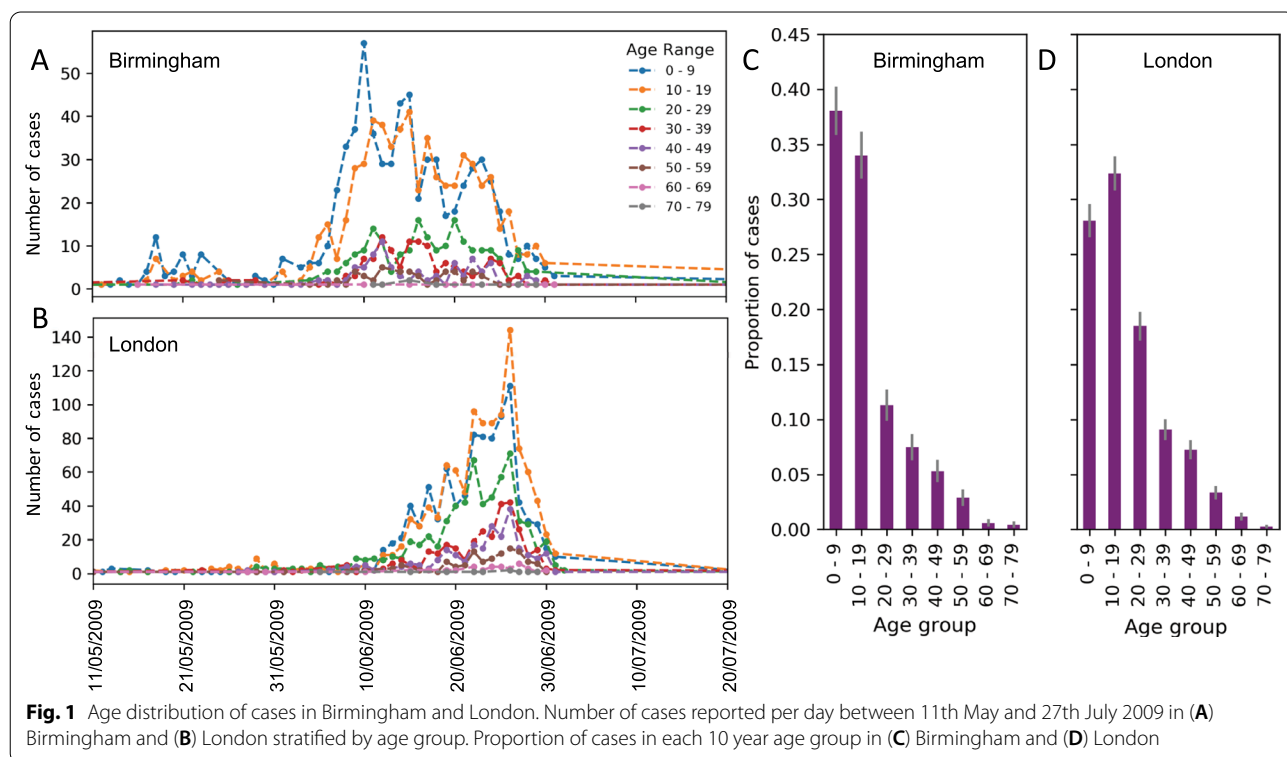 A
Birmingham
Number of cases
50
40
30
20
10
0
Age Range
0 - 9
10 - 19
20 - 29
30 - 39
40 - 49
50 - 59
60 - 69
70 - 79
B
London
Number of cases
140
120
100
80
60
40
20
0
11/05/2009
21/05/2009
31/05/2009
10/06/2009
20/06/2009
30/06/2009
10/07/2009
20/07/2009
C
Birmingham
Proportion of cases
0.45
0.40
0.35
0.30
0.25
0.20
0.15
0.10
0.05
0.00
0 - 9
10 - 19
20 - 29
30 - 39
40 - 49
50 - 59
60 - 69
70 - 79
Age group
D
London
0 - 9
10 - 19
20 - 29
30 - 39
40 - 49
50 - 59
60 - 69
70 - 79
Age group
Fig. 1 Age distribution of cases in Birmingham and London. Number of cases reported per day between 11th May and 27th July 2009 in (A)
Birmingham and (B) London stratified by age group. Proportion of cases in each 10 year age group in (C) Birmingham and (D) London